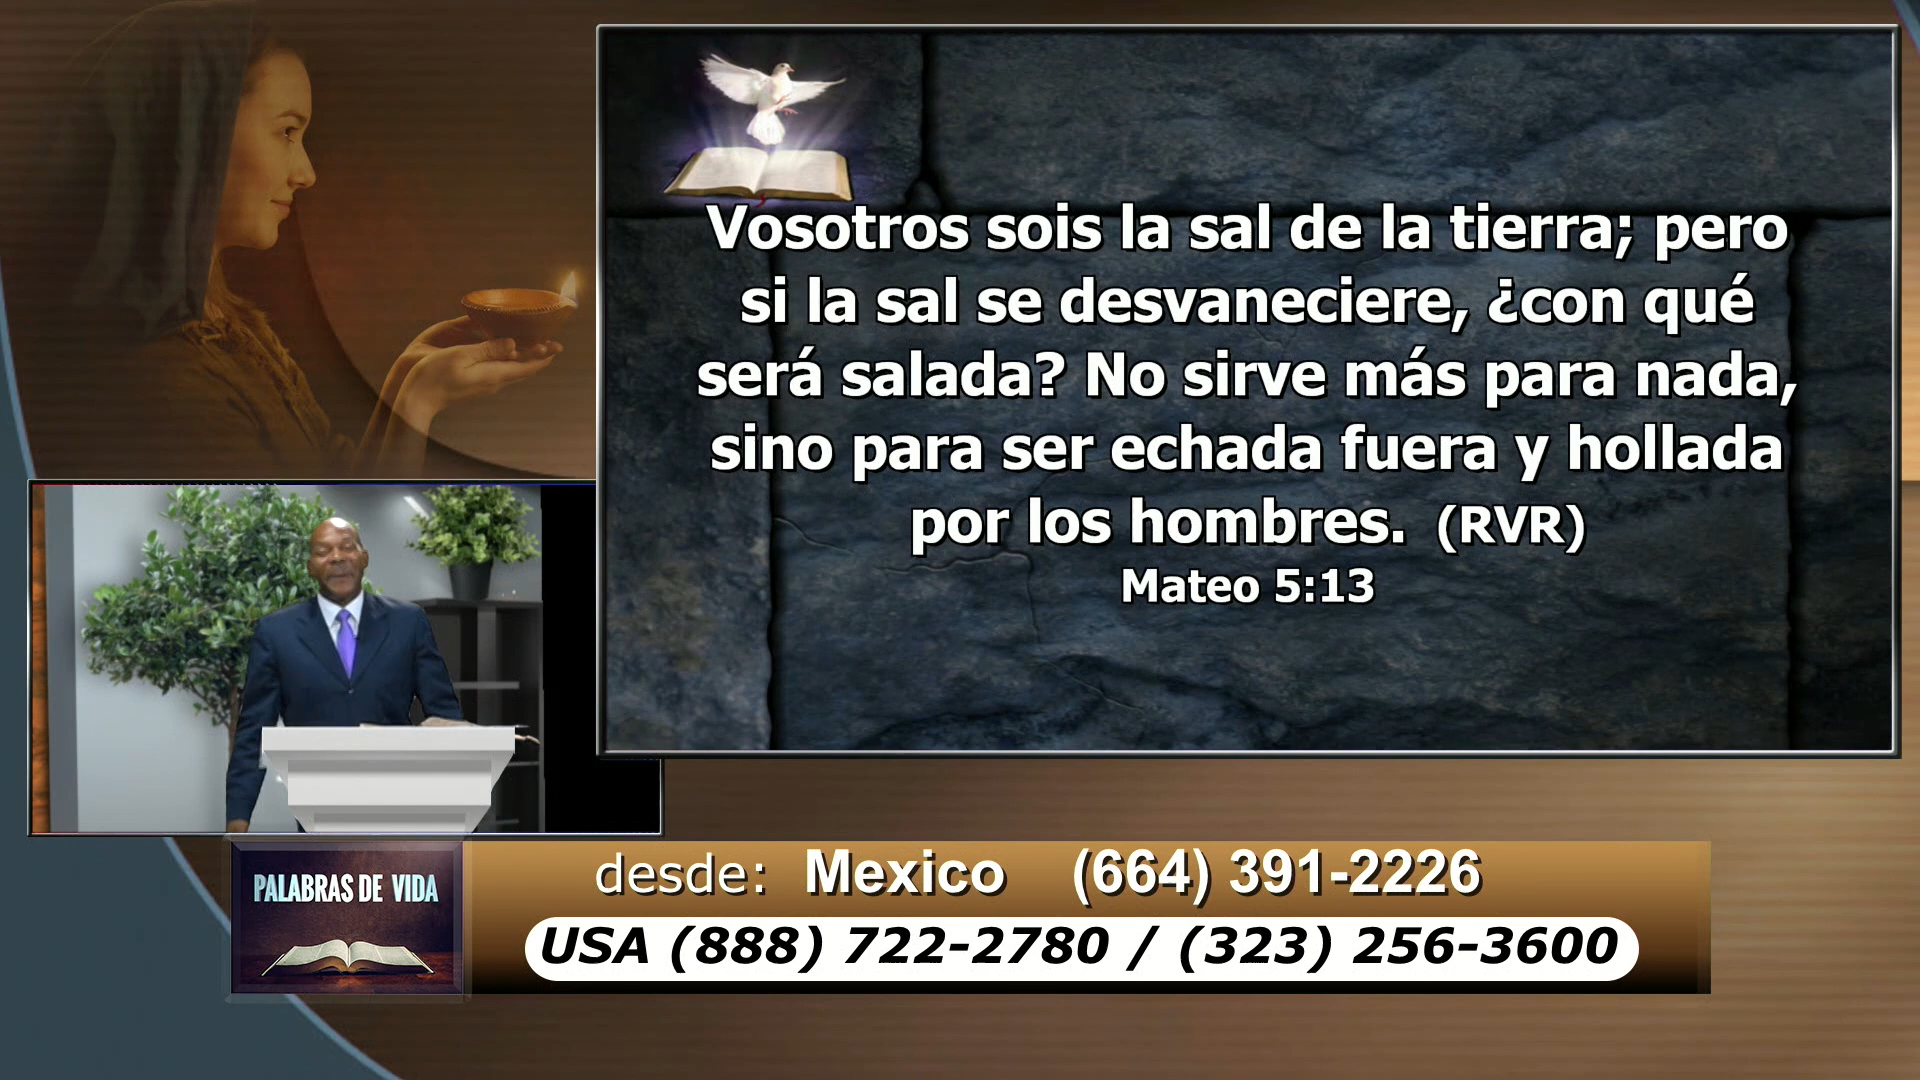 Vosotros sois la sal de la tierra; pero
si la sal se desvaneciere, ¿con qué
será salada? No sirve más para nada,
sino para ser echada fuera y hollada
por los hombres. (RVR)
Mateo 5:13
PALABRAS DE VIDA
desde: Mexico (664) 391-2226
USA (888) 722-2780 / (323) 256-3600